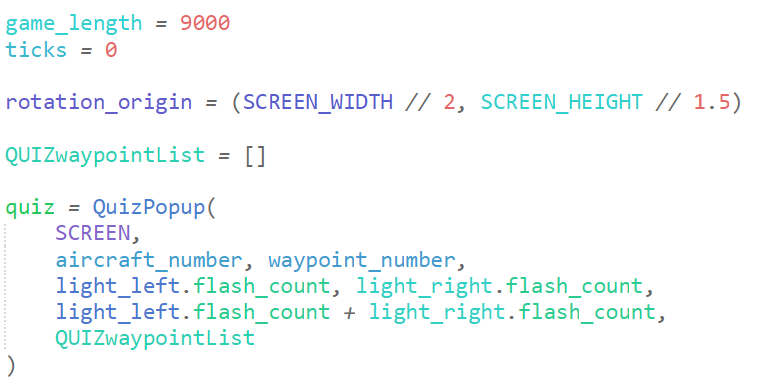 game_length = 9000
ticks = 0
rotation_origin = (SCREEN_WIDTH // 2, SCREEN_HEIGHT // 1.5)
QUIZwaypointList = []
quiz = QuizPopup(
    SCREEN,
    aircraft_number, waypoint_number,
    light_left.flash_count, light_right.flash_count,
    light_left.flash_count + light_right.flash_count,
    QUIZwaypointList
)